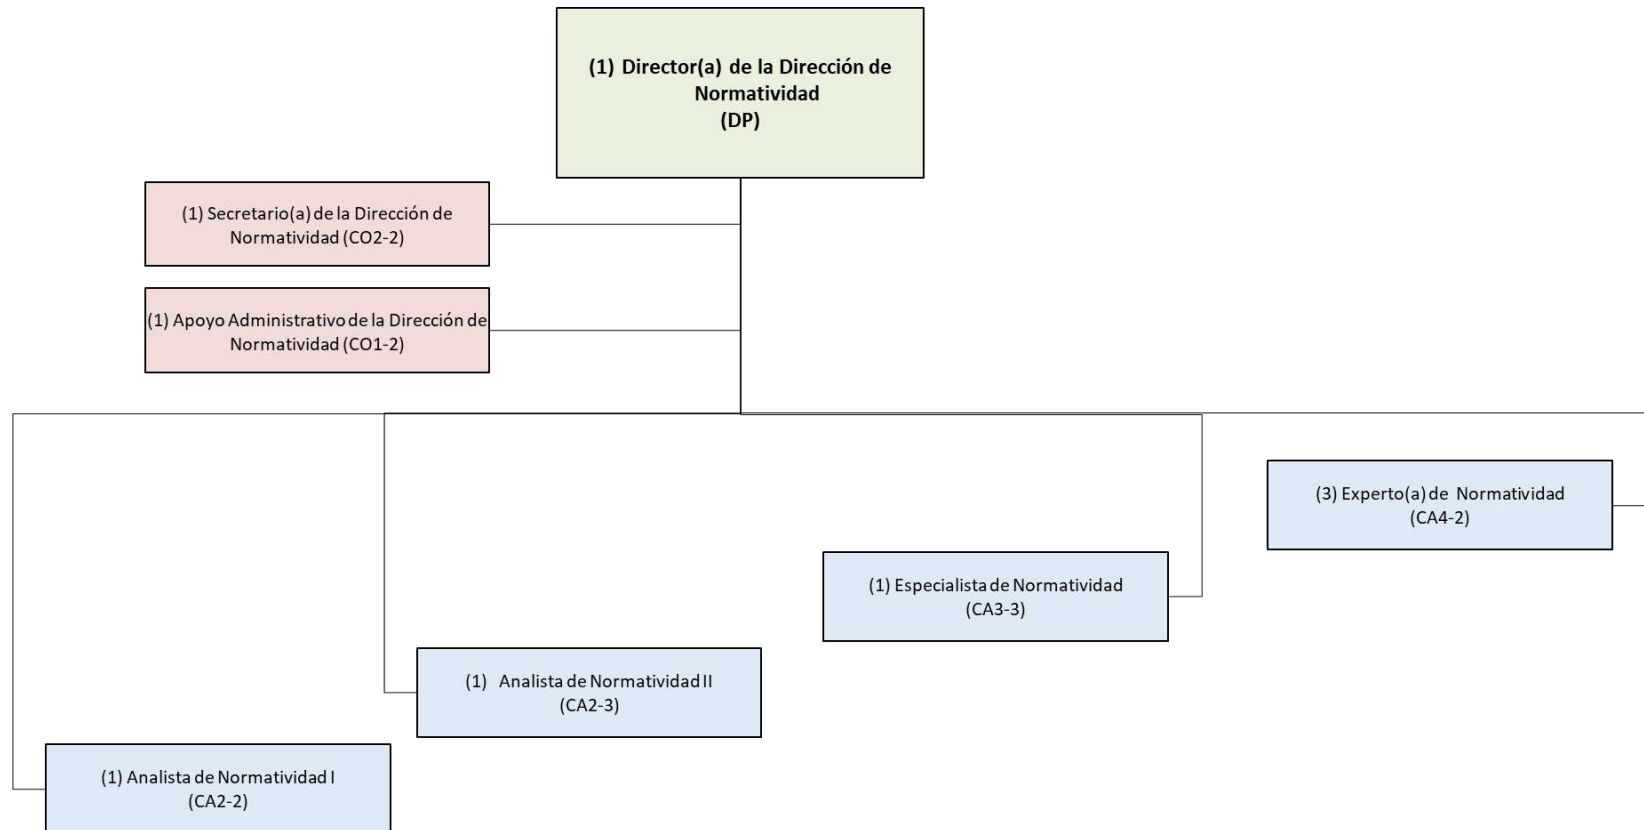 (1) Director(a) de la Dirección de
Normatividad
(DP)
(1) Secretario(a) de la Dirección de
Normatividad (CO2-2)
(1) Apoyo Administrativo de la Dirección de
Normatividad (CO1-2)
(3) Experto(a) de Normatividad
(CA4-2)
(1) Especialista de Normatividad
(CA3-3)
(1) Analista de Normatividad II
(CA2-3)
(1) Analista de Normatividad I
(CA2-2)